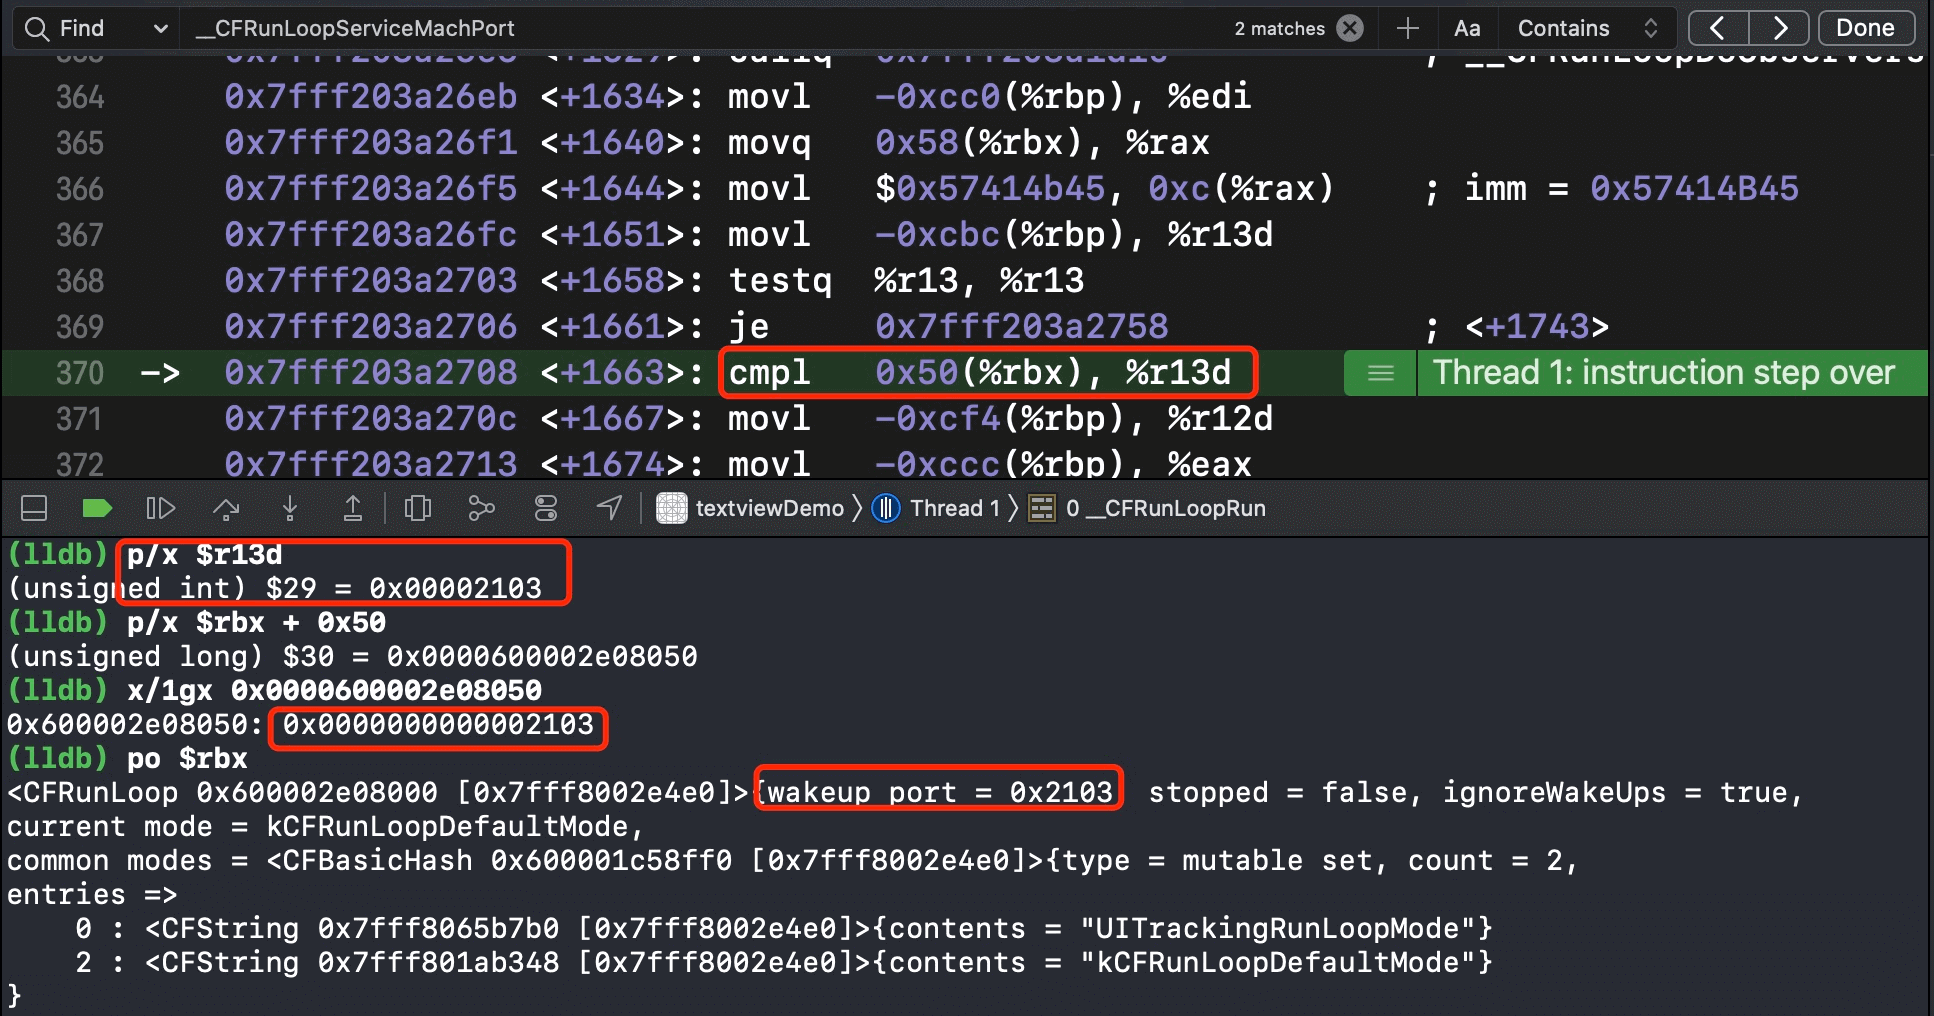 Find __CFRunLoopServiceMachPort 2 matches Aa Contains Done
364 0x7fff203a26eb <+1634>: movl -0xcc0(%rbp), %edi
365 0x7fff203a26f1 <+1640>: movq 0x58(%rbx), %rax
366 0x7fff203a26f5 <+1644>: movl $0x57414b45, 0xc(%rax) ; imm = 0x57414B45
367 0x7fff203a26fc <+1651>: movl -0xcbc(%rbp), %r13d
368 0x7fff203a2703 <+1658>: testq %r13, %r13
369 0x7fff203a2706 <+1661>: je 0x7fff203a2758 ; <+1743>
370 -> 0x7fff203a2708 <+1663>: cmpl 0x50(%rbx), %r13d Thread 1: instruction step over
371 0x7fff203a270c <+1667>: movl -0xcf4(%rbp), %r12d
372 0x7fff203a2713 <+1674>: movl -0xccc(%rbp), %eax
textviewDemo Thread 1 0 __CFRunLoopRun
(lldb) p/x $r13d
(unsigned int) $29 = 0x00002103
(lldb) p/x $rbx + 0x50
(unsigned long) $30 = 0x0000600002e08050
(lldb) x/1gx 0x0000600002e08050
0x600002e08050: 0x0000000000002103
(lldb) po $rbx
<CFRunLoop 0x600002e08000 [0x7fff8002e4e0]>{wakeup port = 0x2103 stopped = false, ignoreWakeUps = true,
current mode = kCFRunLoopDefaultMode,
common modes = <CFBasicHash 0x600001c58ff0 [0x7fff8002e4e0]>{type = mutable set, count = 2,
entries =>
0 : <CFString 0x7fff8065b7b0 [0x7fff8002e4e0]>{contents = "UITrackingRunLoopMode"}
2 : <CFString 0x7fff801ab348 [0x7fff8002e4e0]>{contents = "kCFRunLoopDefaultMode"}
}